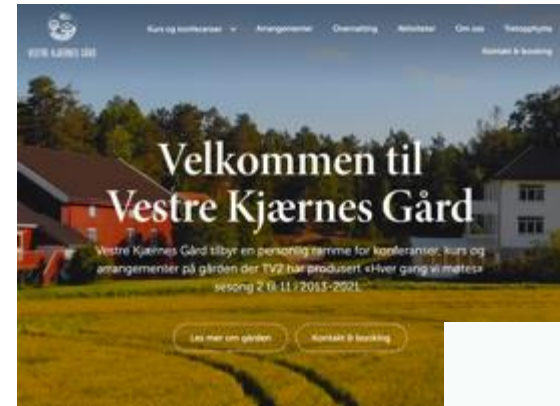 VESTRE KJÆRNES GÅRD
Kurs og konferanser
Arrangementer
Overnatting
Aktiviteter
Om oss
Tretopphytte
Kontakt & booking
Velkommen til
Vestre Kjærnes Gård
Vestre Kjærnes Gård tilbyr en personlig ramme for konferanser, kurs og
arrangementer på gården der TV2 har produsert «Hver gang vi møtes»
sesong 2 til 11 i 2013-2021.
Les mer om gården
Kontakt & booking